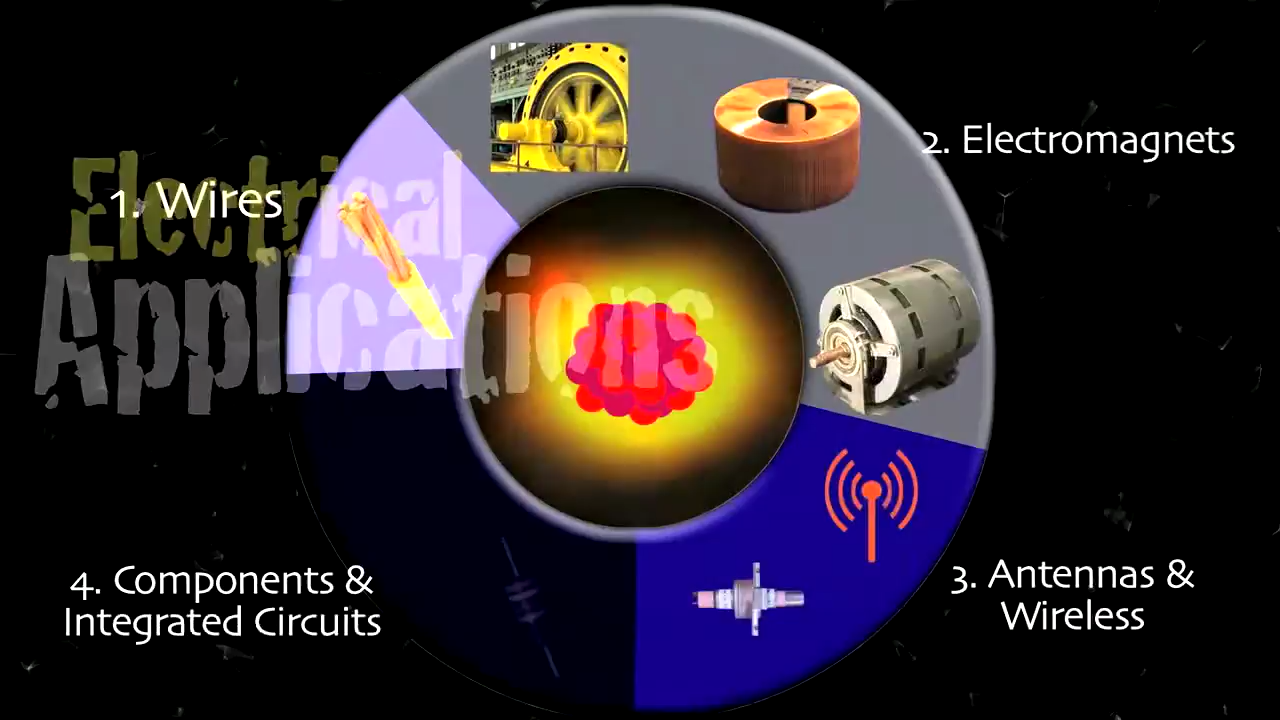 Electrical
Applications
1. Wires
2. Electromagnets
3. Antennas &
Wireless
4. Components &
Integrated Circuits